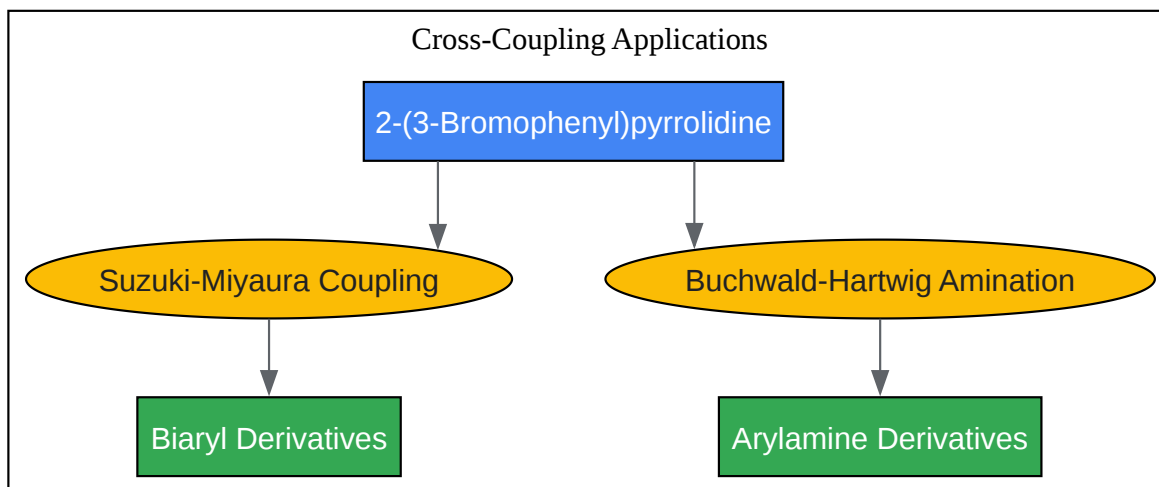 Cross-Coupling Applications
2-(3-Bromophenyl)pyrrolidine
Suzuki-Miyaura Coupling
Buchwald-Hartwig Amination
Biaryl Derivatives
Arylamine Derivatives